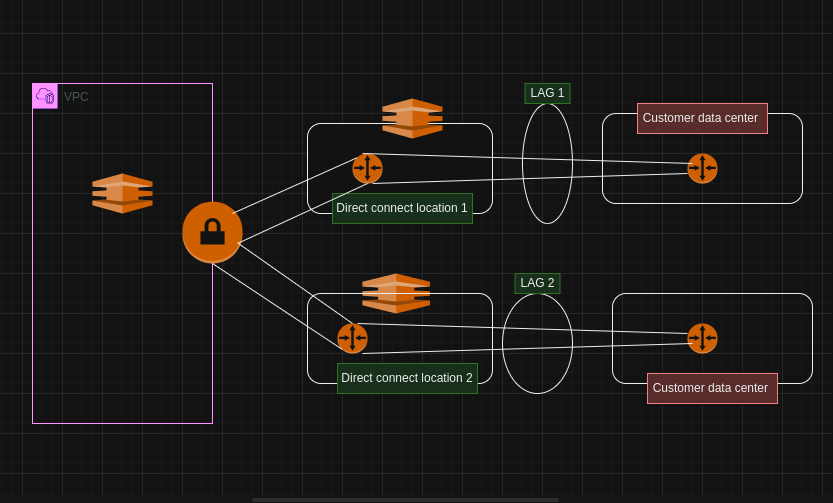 VPC
LAG 1
Customer data center
Direct connect location 1
LAG 2
Direct connect location 2
Customer data center